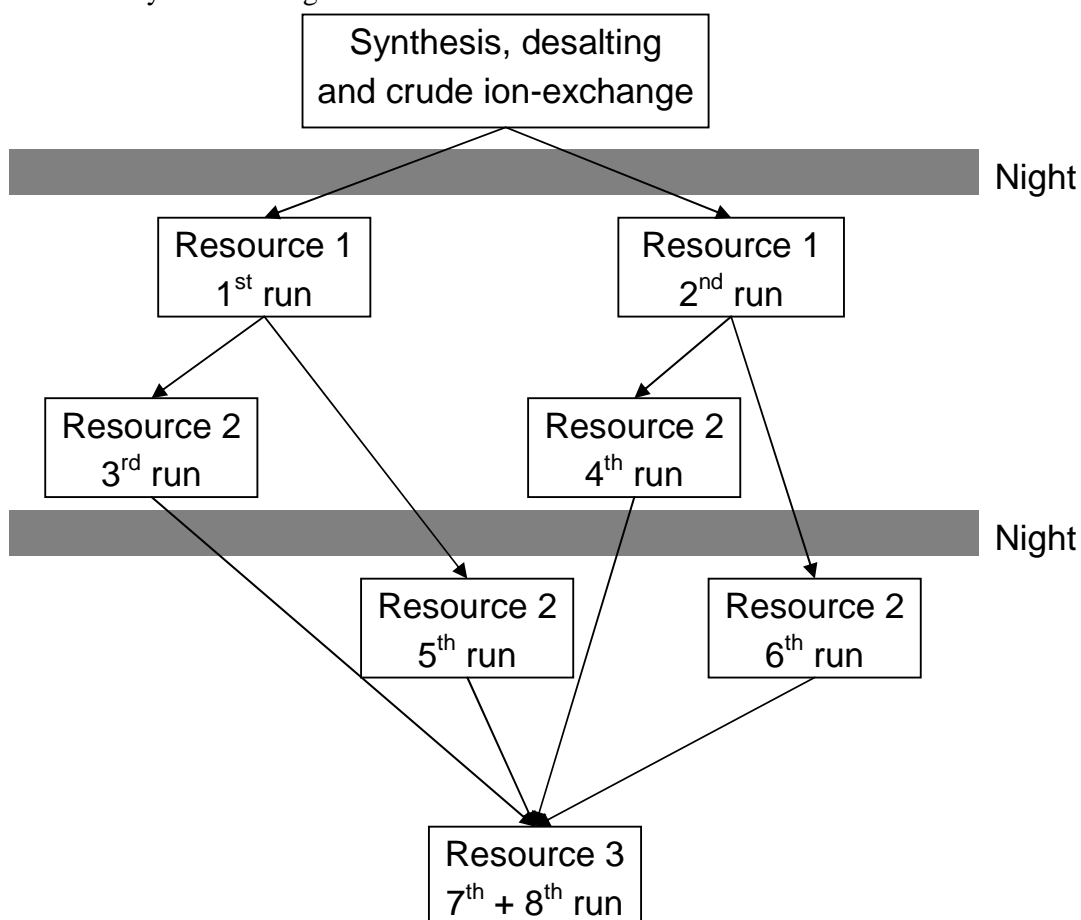 Synthesis, desalting
and crude ion-exchange
Night
Resource 1
1st run
Resource 1
2nd run
Resource 2
3rd run
Resource 2
4th run
Night
Resource 2
5th run
Resource 2
6th run
Resource 3
7th + 8th run